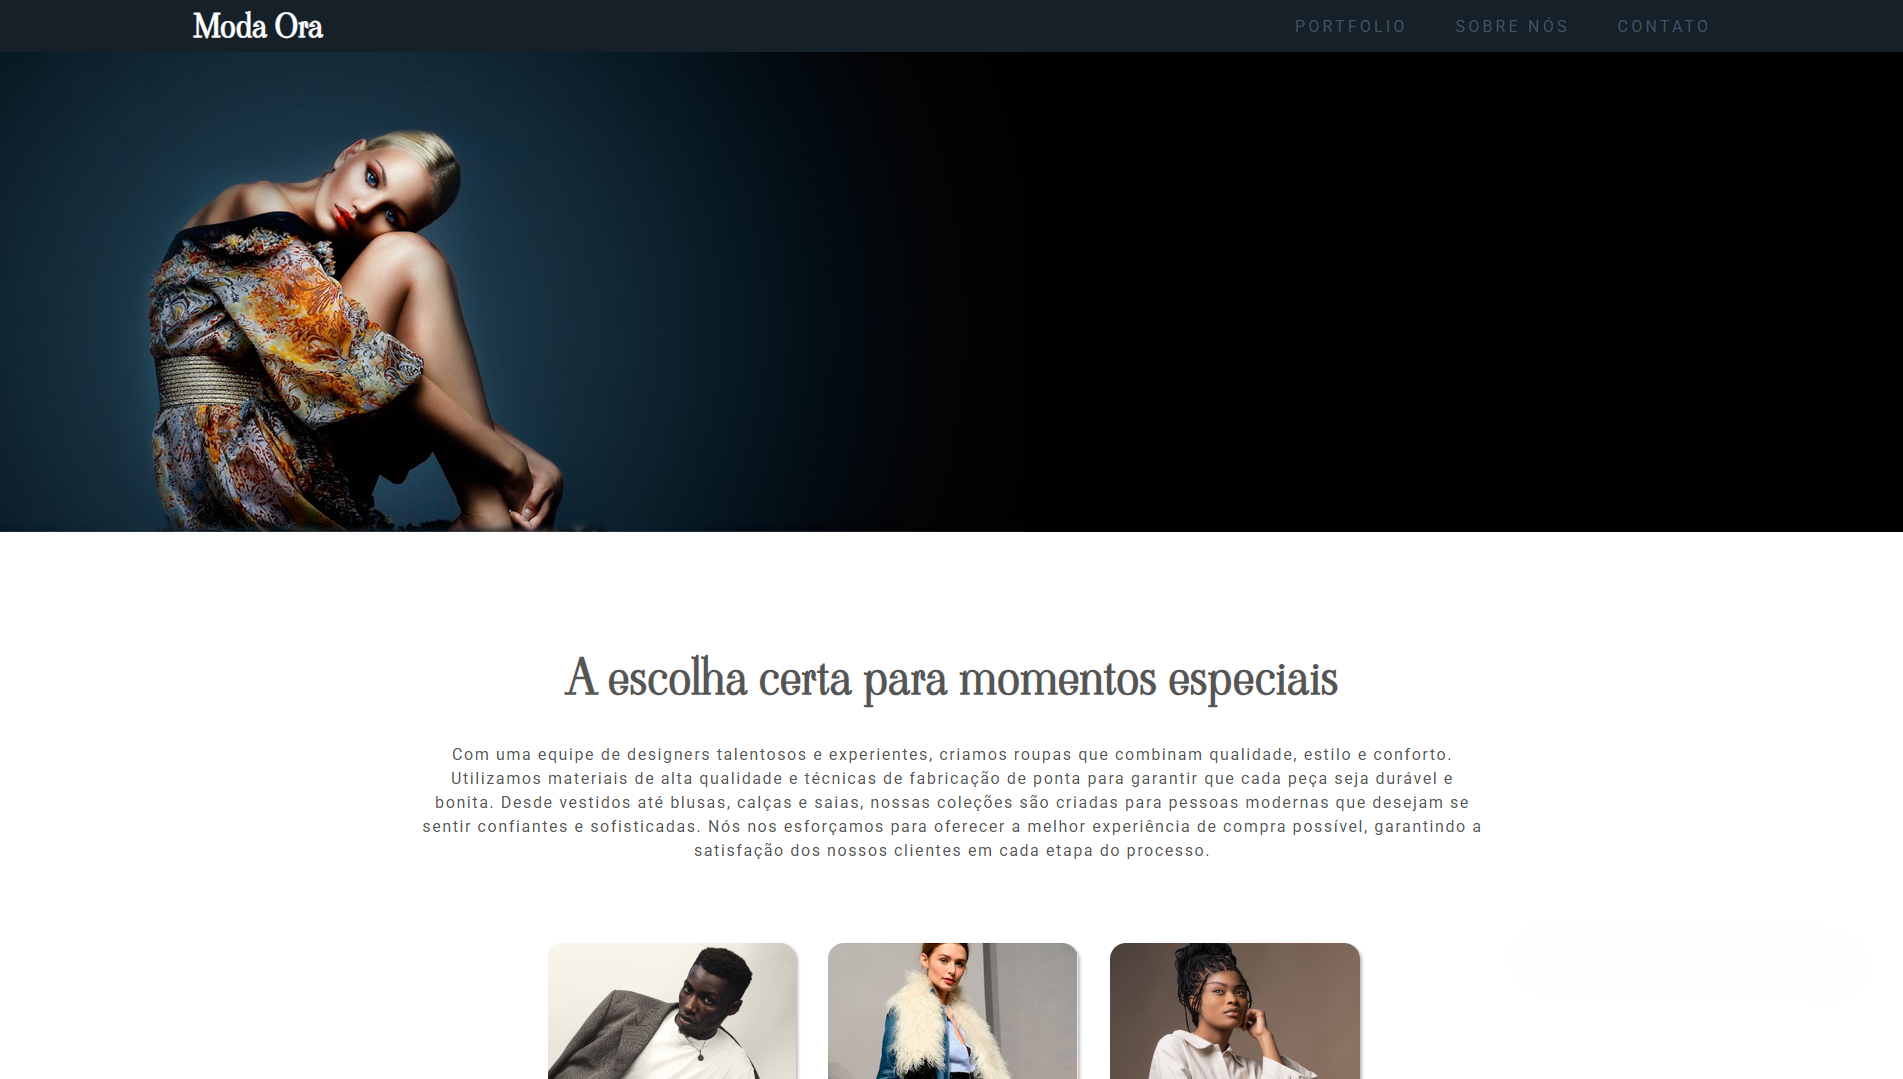 Moda Ora
PORTFOLIO
SOBRE NÓS
CONTATO
A escolha certa para momentos especiais
Com uma equipe de designers talentosos e experientes, criamos roupas que combinam qualidade, estilo e conforto.
Utilizamos materiais de alta qualidade e técnicas de fabricação de ponta para garantir que cada peça seja durável e
bonita. Desde vestidos até blusas, calças e saias, nossas coleções são criadas para pessoas modernas que desejam se
sentir confiantes e sofisticadas. Nós nos esforçamos para oferecer a melhor experiência de compra possível, garantindo a
satisfação dos nossos clientes em cada etapa do processo.